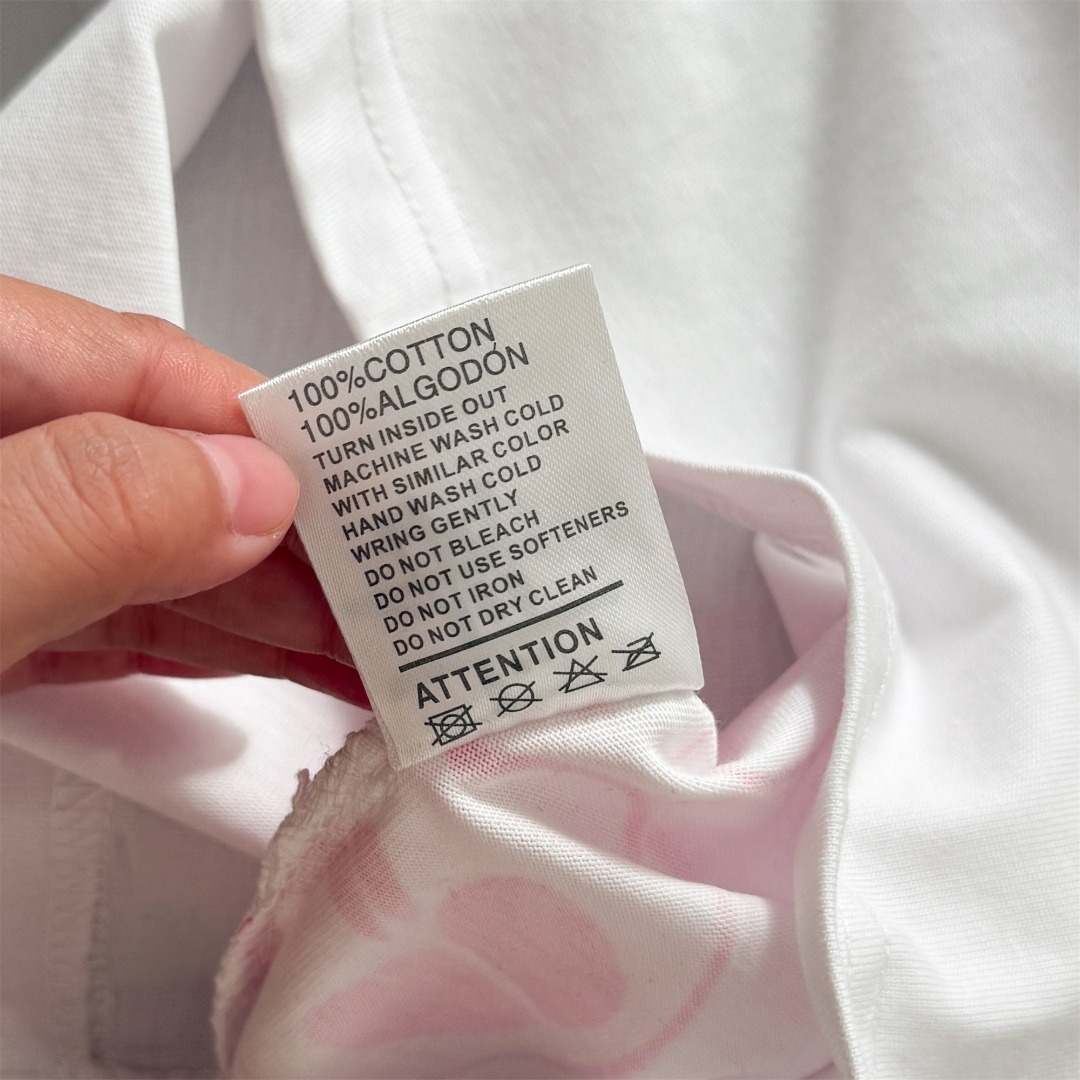 100%COTTON
100%ALGODÓN
TURN INSIDE OUT
MACHINE WASH COLD
WITH SIMILAR COLOR
HAND WASH COLD
WRING GENTLY
DO NOT BLEACH
DO NOT USE SOFTENERS
DO NOT IRON
DO NOT DRY CLEAN
ATTENTION